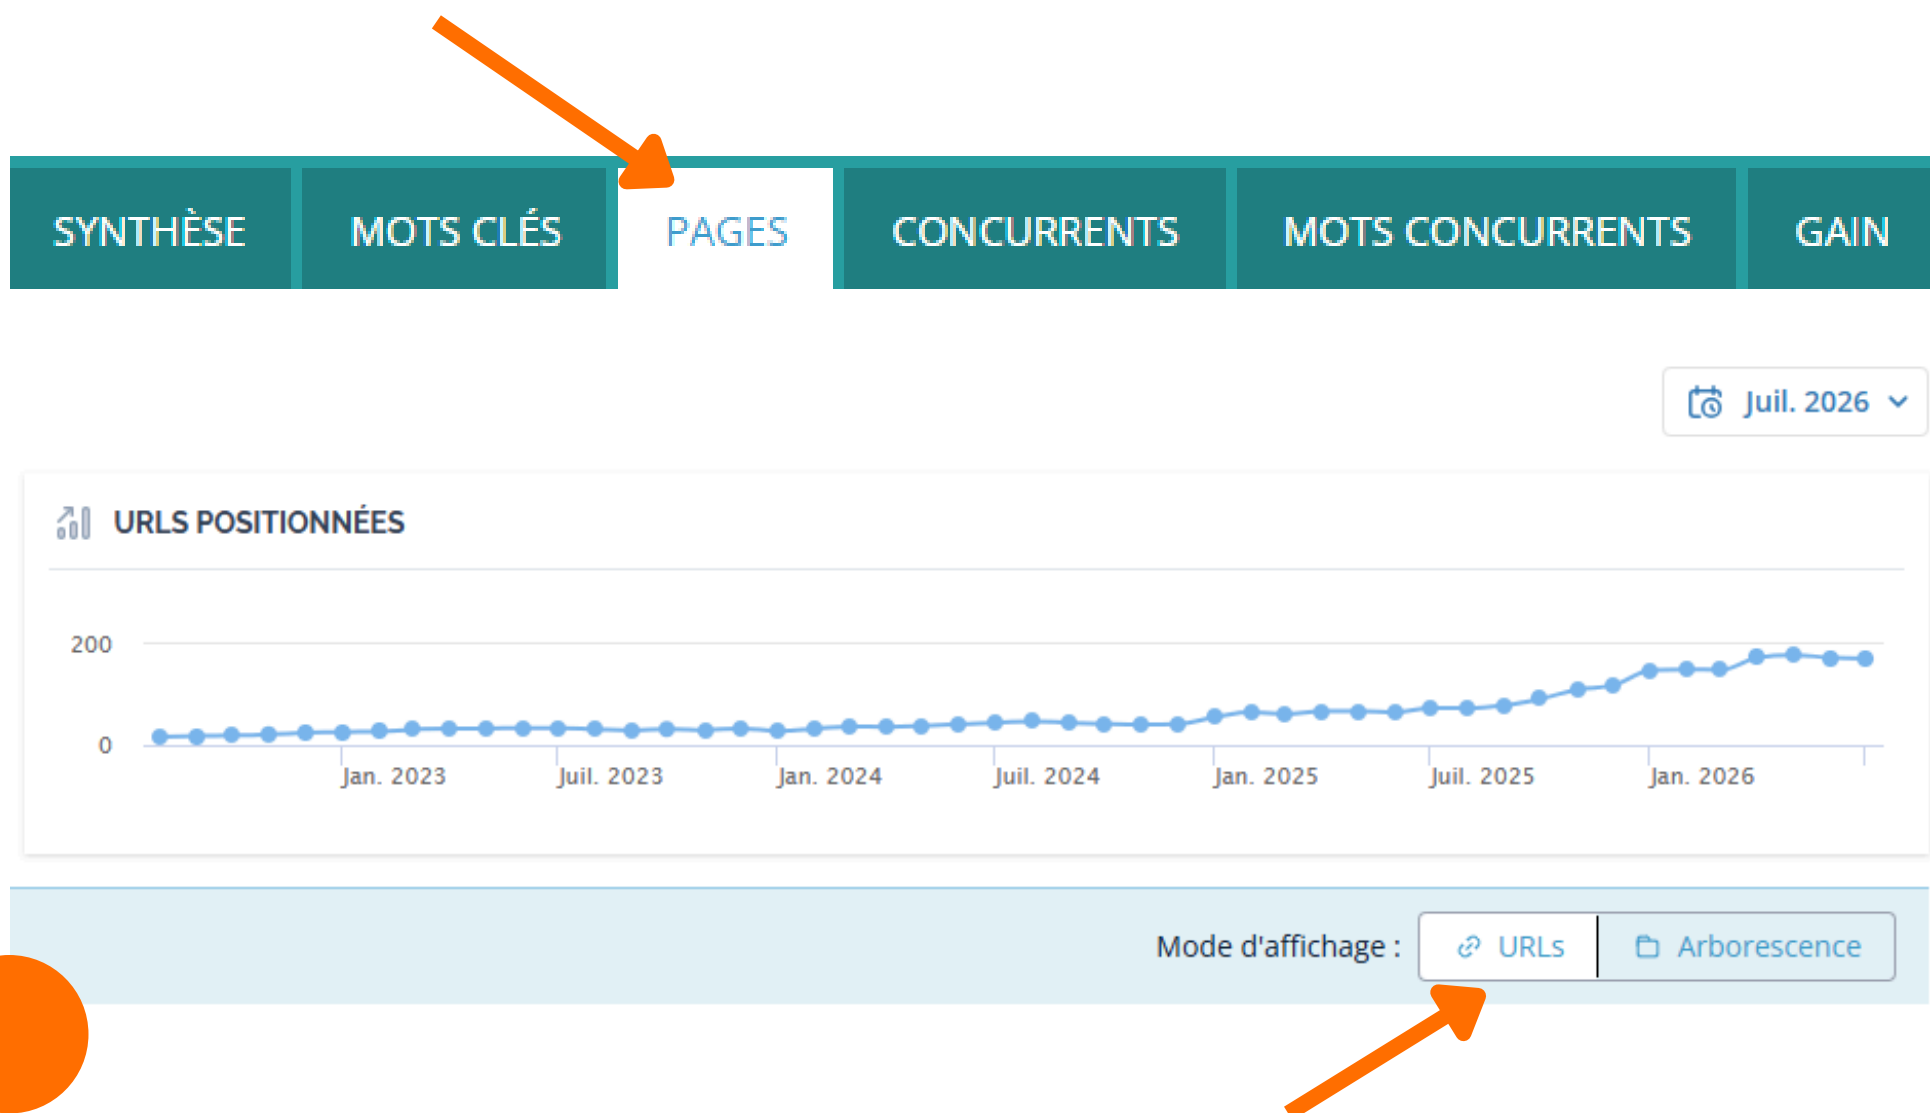 SYNTHÈSE MOTS CLÉS PAGES CONCURRENTS MOTS CONCURRENTS GAIN
Juil. 2026
URLS POSITIONNÉES
200
0
Jan. 2023 Juil. 2023 Jan. 2024 Juil. 2024 Jan. 2025 Juil. 2025 Jan. 2026
Mode d'affichage : URLs Arborescence